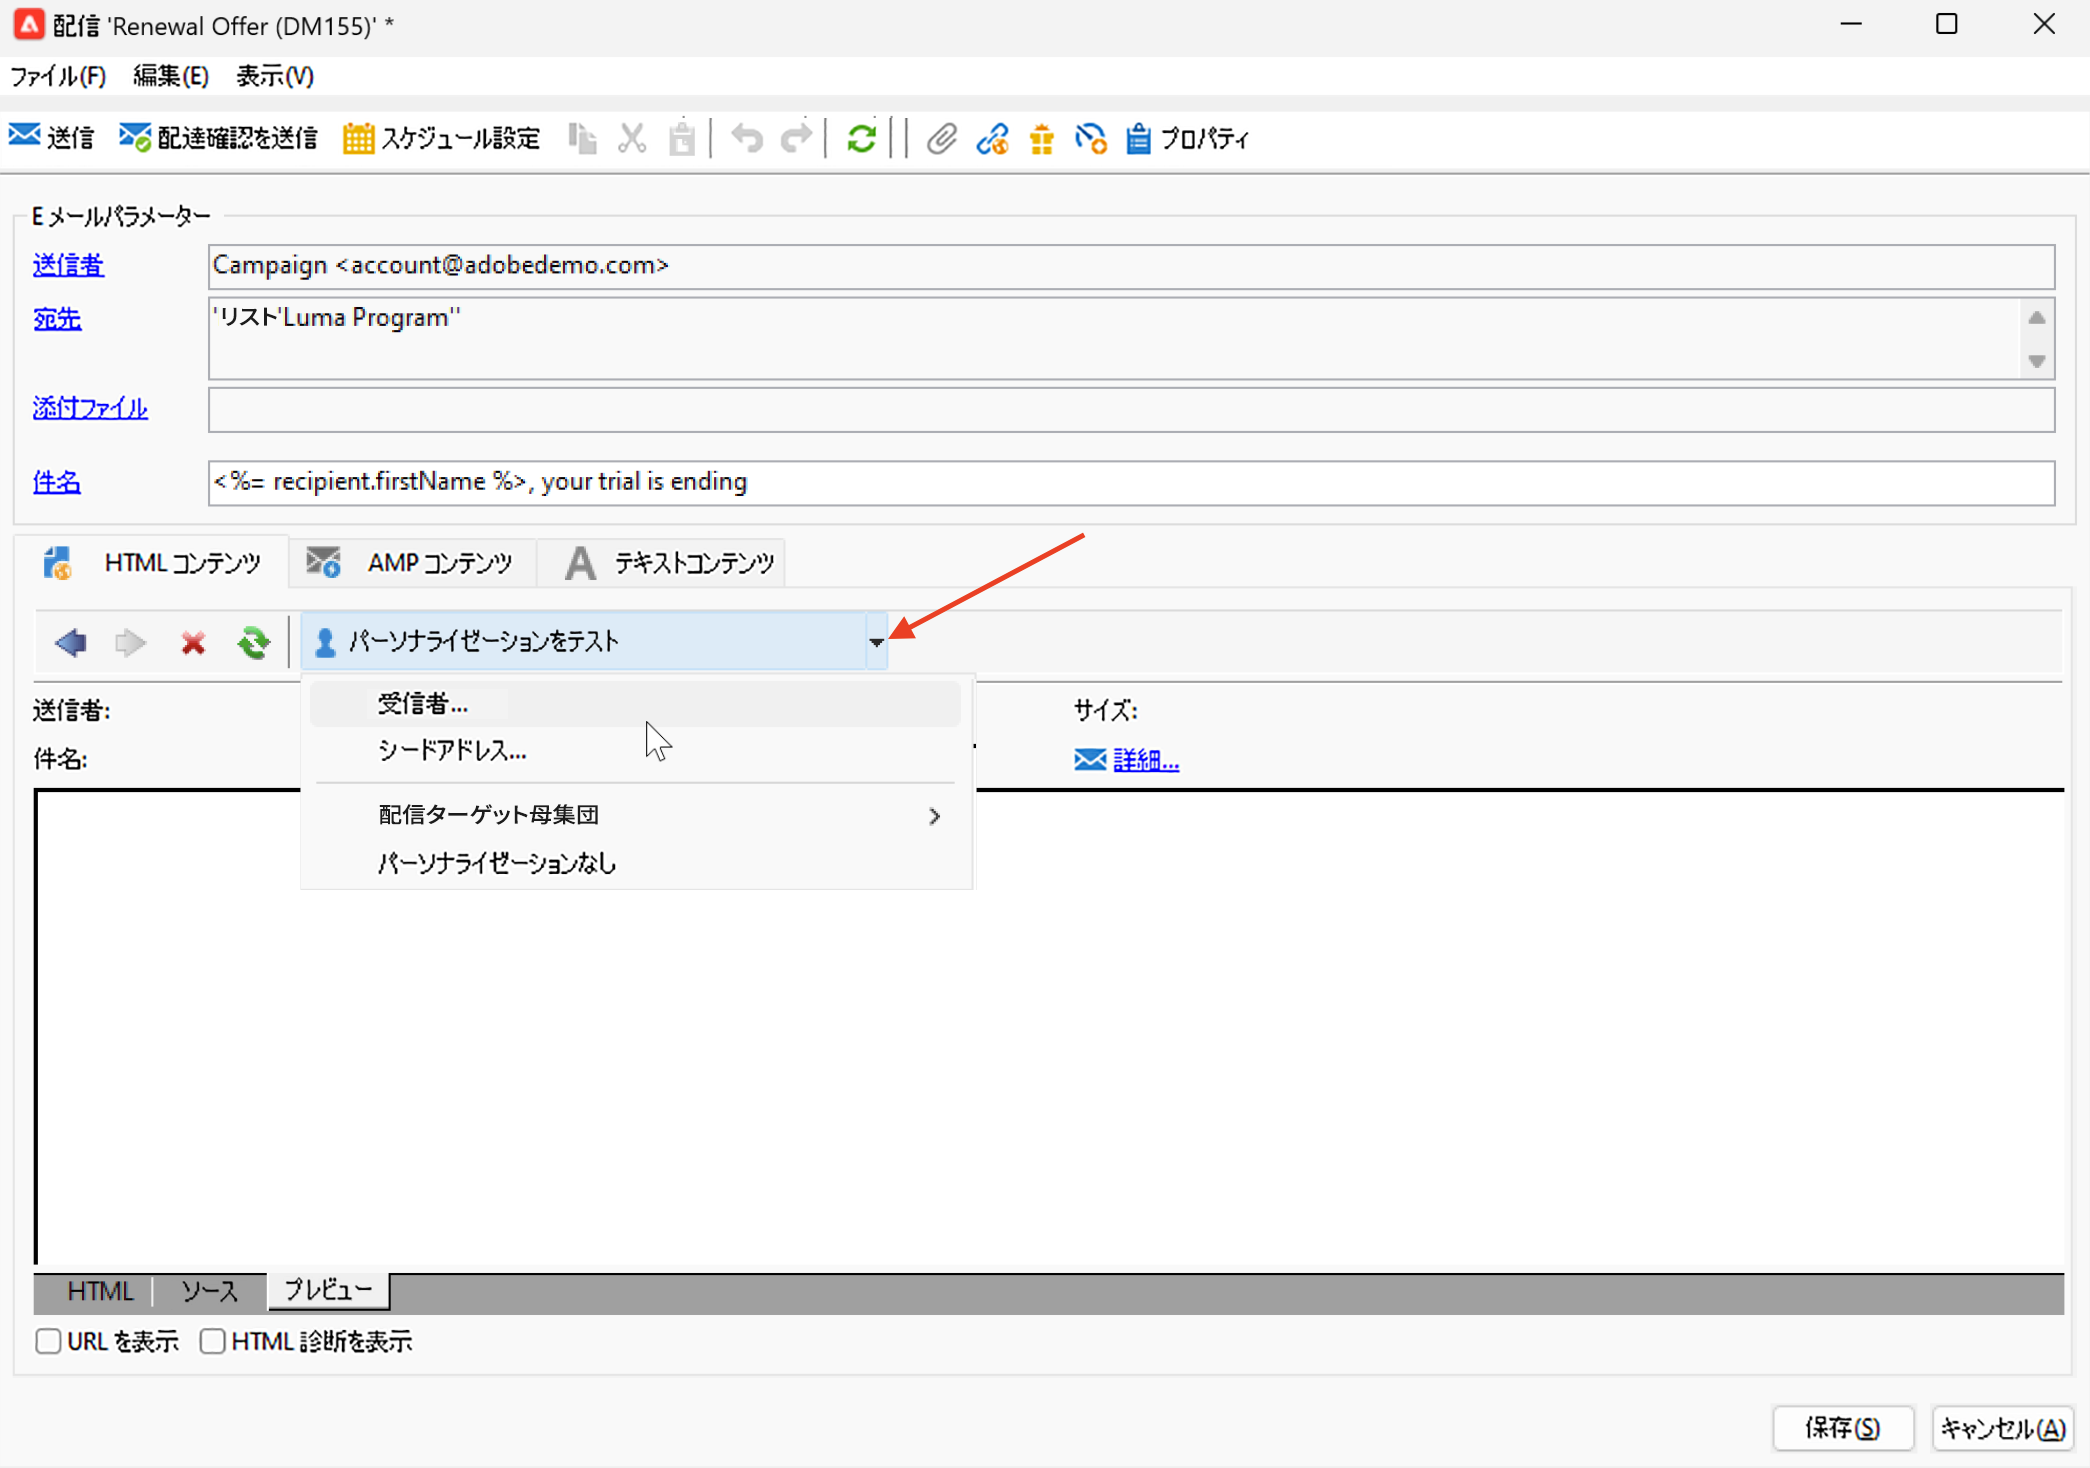 配信 'Renewal Offer (DM155)' *
ファイル(F) 編集(E) 表示(V)
送信 配達確認を送信 スケジュール設定 プロパティ
E メールパラメーター
送信者 Campaign <account@adobedemo.com>
宛先 'リスト'Luma Program''
添付ファイル
件名 <%= recipient.firstName %>, your trial is ending
HTML コンテンツ AMP コンテンツ テキストコンテンツ
パーソナライゼーションをテスト
受信者...
シードアドレス...
配信ターゲット母集団
パーソナライゼーションなし
送信者: サイズ:
件名: 詳細...
HTML ソース プレビュー
URL を表示 HTML 診断を表示
保存(S) キャンセル(A)